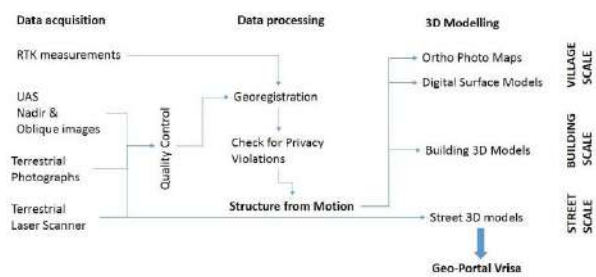 Data acquisition
Data processing
3D Modelling
RTK measurements
UAS
Nadir &
Oblique images
Terrestrial
Photographs
Terrestrial
Laser Scanner
Quality Control
Georegistration
Check for Privacy
Violations
Structure from Motion
Ortho Photo Maps
Digital Surface Models
Building 3D Models
Street 3D models
Geo-Portal Vrisa
VILLAGE
SCALE
BUILDING
SCALE
STREET
SCALE